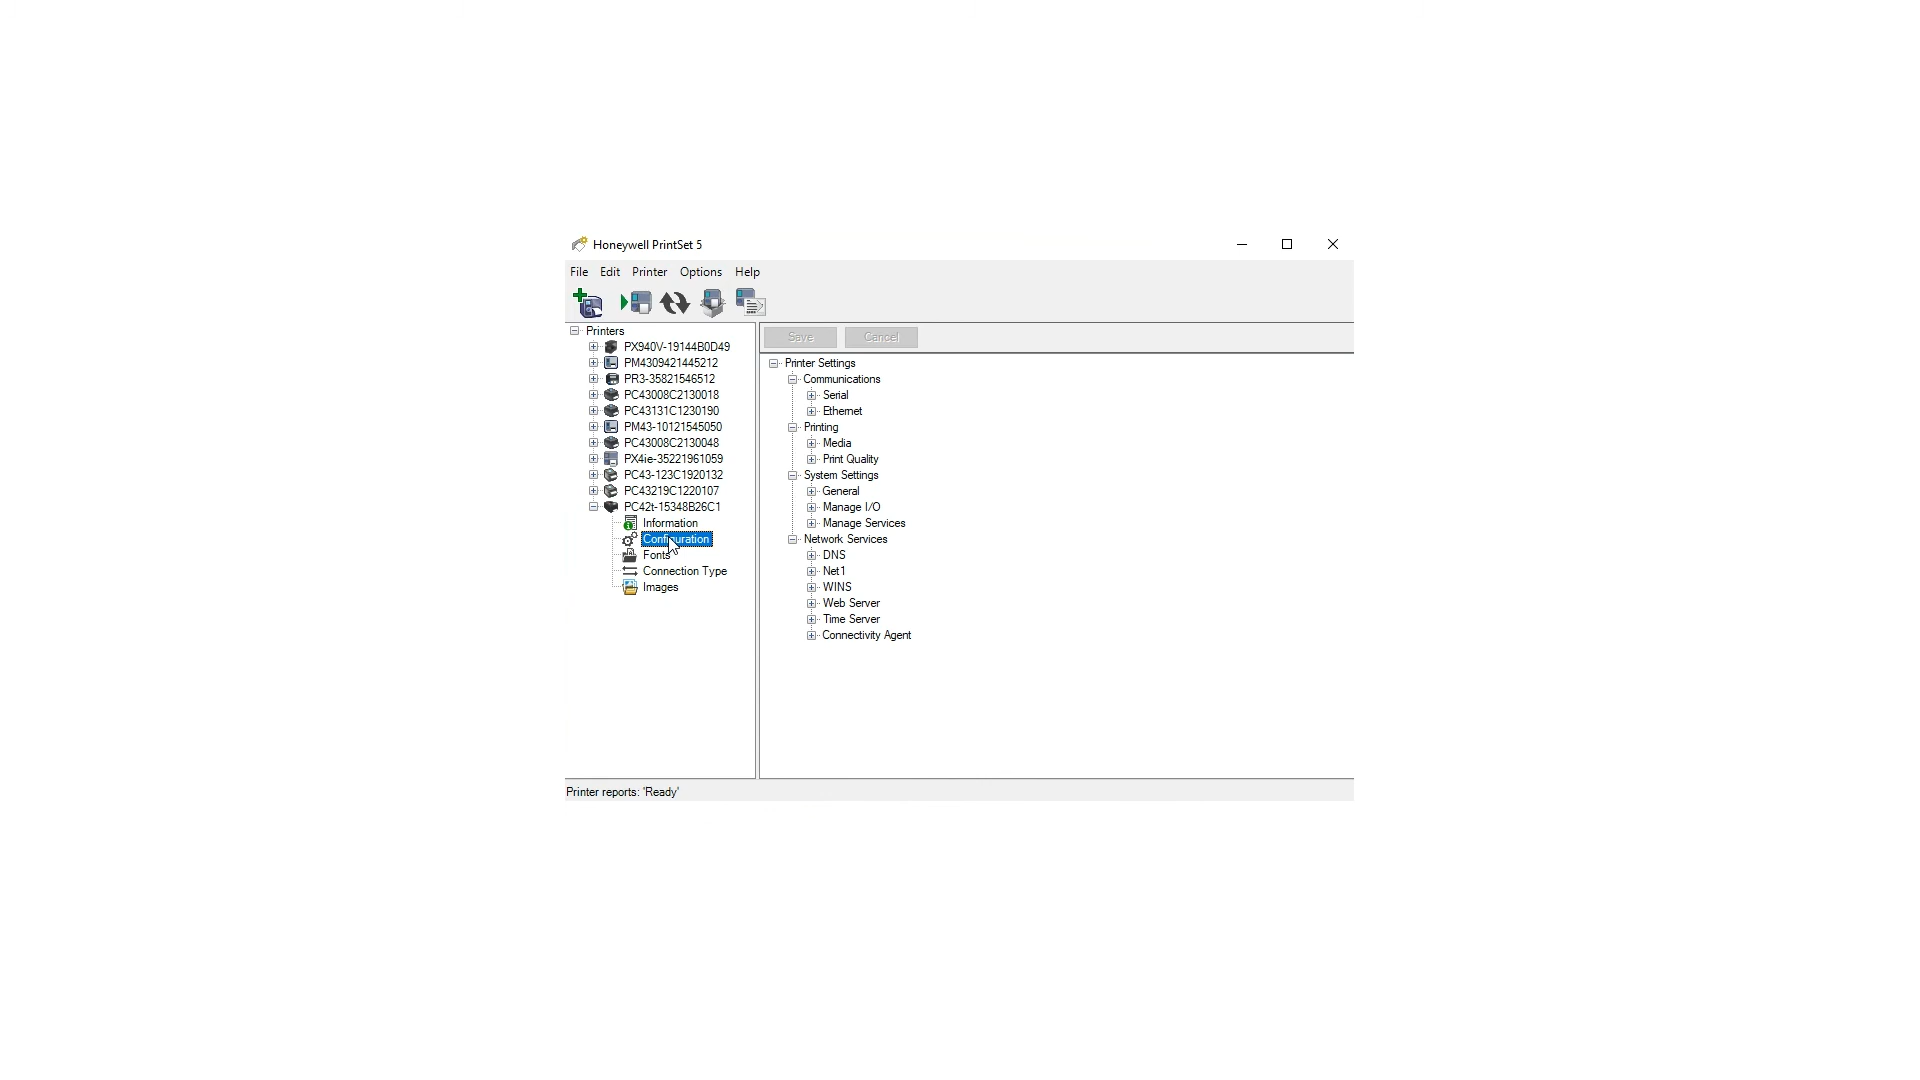 Honeywell PrintSet 5
File Edit Printer Options Help
Printers
PX940V-19144B0D49
PM4309421445212
PR3-35821546512
PC43008C2130018
PC43131C1230190
PM43-10121545050
PC43008C2130048
PX4ie-35221961059
PC43-123C1920132
PC43219C1220107
PC42t-15348B26C1
Information
Configuration
Fonts
Connection Type
Images
Save Cancel
Printer Settings
Communications
Serial
Ethernet
Printing
Media
Print Quality
System Settings
General
Manage I/O
Manage Services
Network Services
DNS
Net1
WINS
Web Server
Time Server
Connectivity Agent
Printer reports: 'Ready'